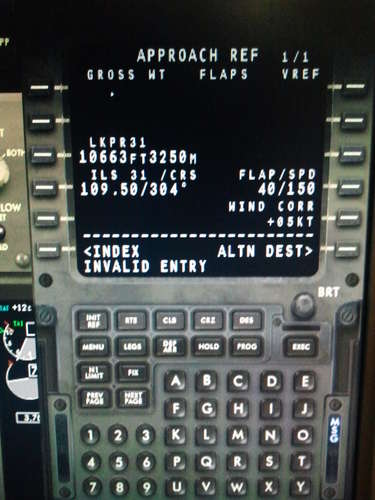 APPROACH REF 1/1
GROSS WT FLAPS VREF
LKPR31
10663FT3250M
ILS 31 /CRS FLAP/SPD
109.50/304° 40/150
WIND CORR
+05KT
<INDEX ALTN DEST>
INVALID ENTRY
BRT
INIT REF RTE CLB CRZ DES
MENU LEGS DEP ARR HOLD PROG EXEC
N1 LIMIT FIX
PREV PAGE NEXT PAGE
A B C D E
F G H I J
1 2 3 K L M N O
4 5 6 P Q R S T
7 8 9 U V W X Y
MSG
BOTH
+12c